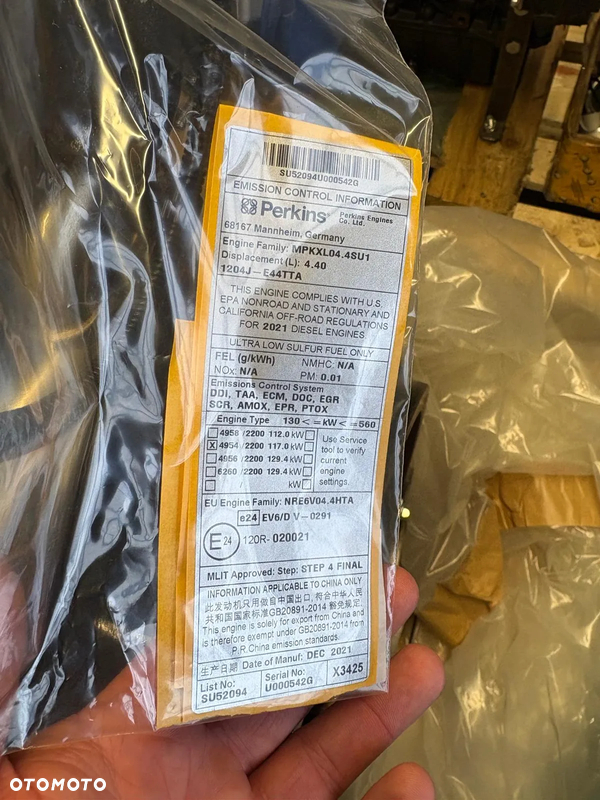 SU52094U000542G
EMISSION CONTROL INFORMATION
Perkins® Perkins Engines Co. Ltd.
68167 Mannheim, Germany
Engine Family: MPKXL04.4SU1
Displacement (L): 4.40
1204J-E44TTA
THIS ENGINE COMPLIES WITH U.S.
EPA NONROAD AND STATIONARY AND
CALIFORNIA OFF-ROAD REGULATIONS
FOR 2021 DIESEL ENGINES
ULTRA LOW SULFUR FUEL ONLY
FEL (g/kWh) NMHC: N/A
NOx: N/A PM: 0.01
Emissions Control System
DDI, TAA, ECM, DOC, EGR
SCR, AMOX, EPR, PTOX
Engine Type 130 < =kW < =560
4958/2200 112.0 kW
X 4954/2200 117.0 kW
4956/2200 129.4 kW
6260/2200 129.4 kW
/ kW
Use Service
tool to verify
current
engine
settings.
EU Engine Family: NRE6V04.4HTA
e24 EV6/D V-0291
E24 120R-020021
MLIT Approved: Step: STEP 4 FINAL
INFORMATION APPLICABLE TO CHINA ONLY
此发动机只用做自中国出口, 符合中华人民
共和国国家标准GB20891-2014 豁免规定.
This engine is solely for export from China and
is therefore exempt under GB20891-2014 from
P.R.China emission standards.
生产日期 Date of Manuf: DEC 2021
List No:
SU52094
Serial No:
U000542G
X3425
OTOMOTO